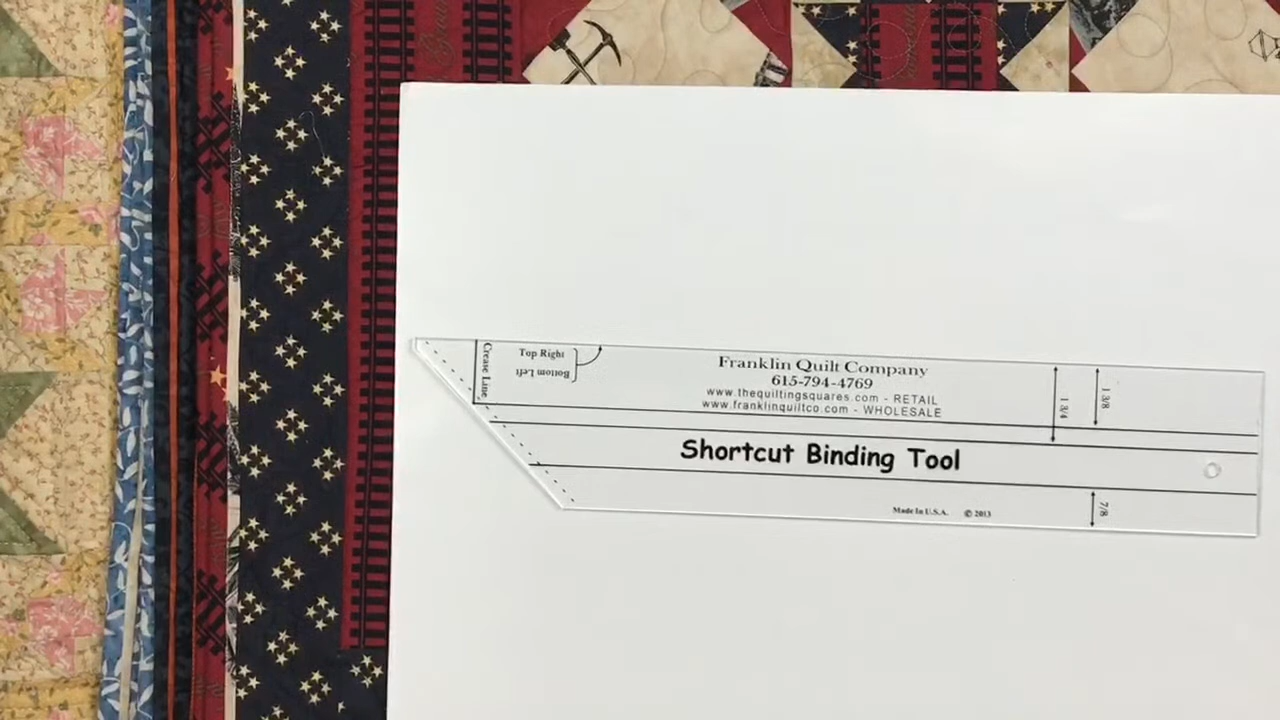 Crease Line
Top Right
Bottom Left
Franklin Quilt Company
615-794-4769
www.thequiltingsquares.com - RETAIL
www.franklinquiltco.com - WHOLESALE
1 3/4
1 3/8
Shortcut Binding Tool
Made In U.S.A. © 2013
7/8